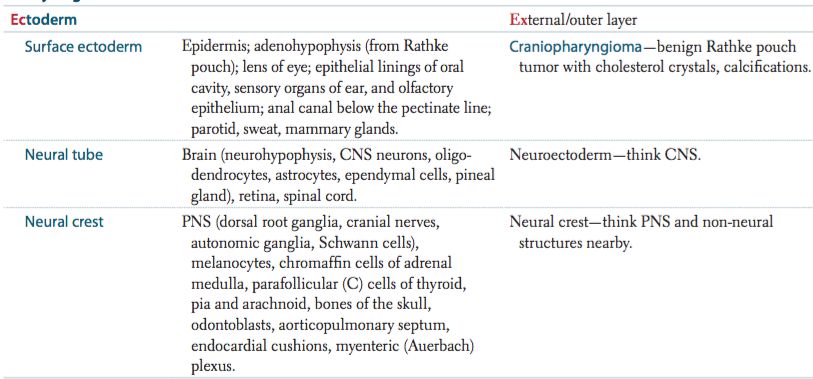 Ectoderm External/outer layer
Surface ectoderm Epidermis; adenohypophysis (from Rathke Craniopharyngioma—benign Rathke pouch
pouch); lens of eye; epithelial linings of oral tumor with cholesterol crystals, calcifications.
cavity, sensory organs of ear, and olfactory
epithelium; anal canal below the pectinate line;
parotid, sweat, mammary glands.
Neural tube Brain (neurohypophysis, CNS neurons, oligo- Neuroectoderm—think CNS.
dendrocytes, astrocytes, ependymal cells, pineal
gland), retina, spinal cord.
Neural crest PNS (dorsal root ganglia, cranial nerves, Neural crest—think PNS and non-neural
autonomic ganglia, Schwann cells), structures nearby.
melanocytes, chromaffin cells of adrenal
medulla, parafollicular (C) cells of thyroid,
pia and arachnoid, bones of the skull,
odontoblasts, aorticopulmonary septum,
endocardial cushions, myenteric (Auerbach)
plexus.